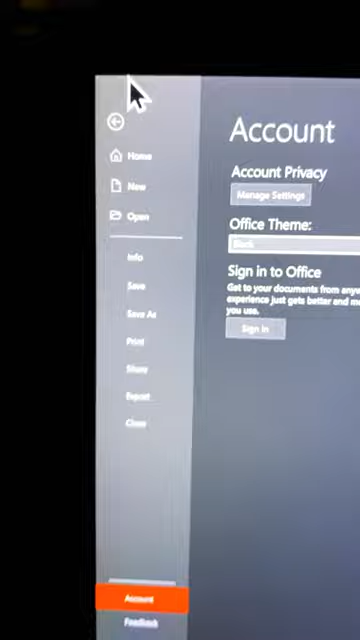 Home
New
Open
Info
Save
Save As
Print
Share
Export
Close
Account
Feedback
Account
Account Privacy
Manage Settings
Office Theme:
Black
Sign in to Office
Get to your documents from anyw
experience just gets better and mo
you use.
Sign in